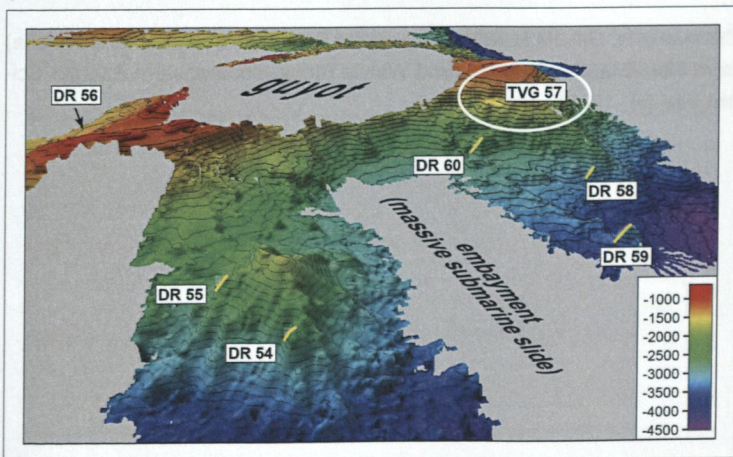 guyot
DR 56
TVG 57
DR 60
DR 58
DR 59
embayment
(massive submarine slide)
DR 55
DR 54
-1000
-1500
-2000
-2500
-3000
-3500
-4000
-4500